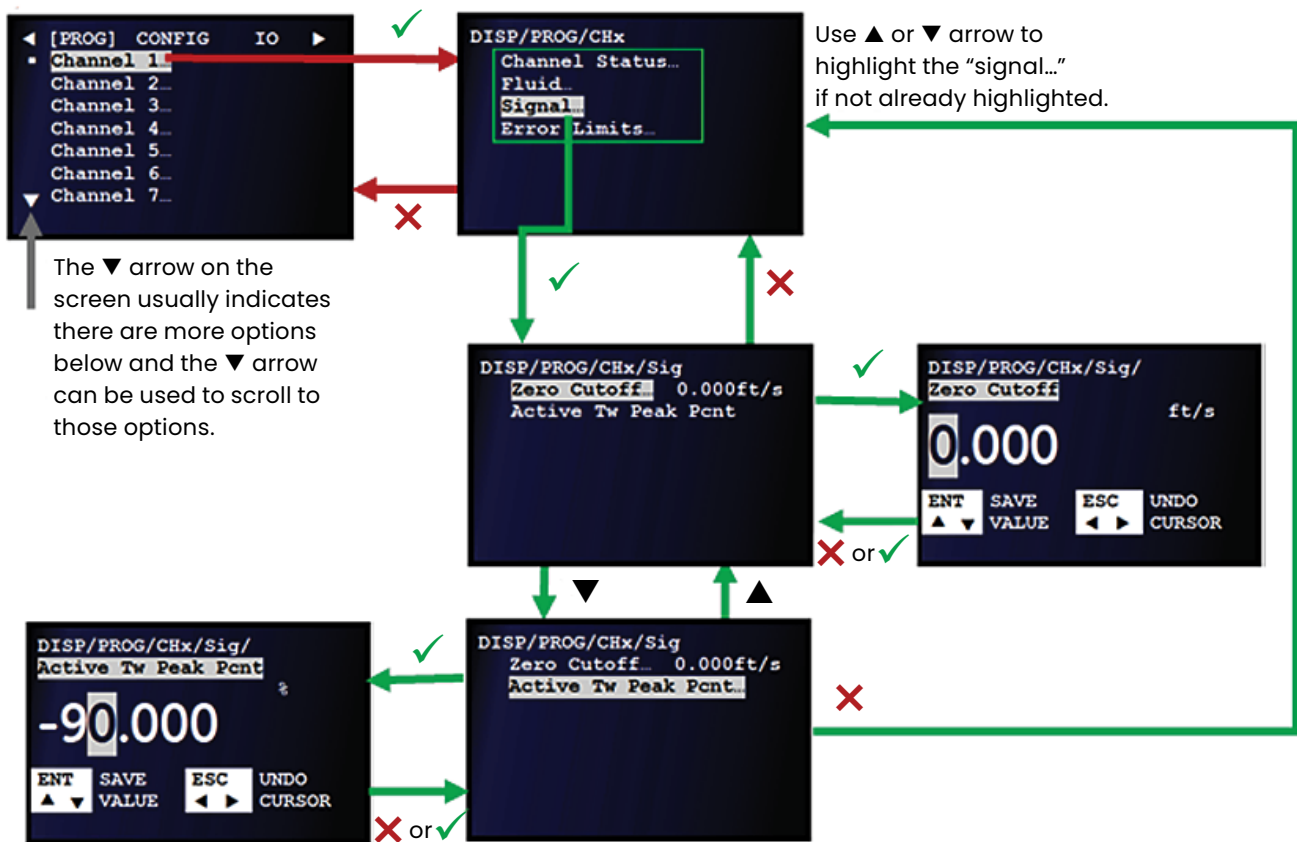 ◀ [PROG] CONFIG IO ▶
▪ Channel 1…
Channel 2…
Channel 3…
Channel 4…
Channel 5…
Channel 6…
▼ Channel 7…
✓
DISP/PROG/CHx
Channel Status…
Fluid…
Signal…
Error Limits…
✕
Use ▲ or ▼ arrow to
highlight the “signal…”
if not already highlighted.
The ▼ arrow on the
screen usually indicates
there are more options
below and the ▼ arrow
can be used to scroll to
those options.
✓
✕
DISP/PROG/CHx/Sig
Zero Cutoff… 0.000ft/s
Active Tw Peak Pcnt
✓
DISP/PROG/CHx/Sig/
Zero Cutoff
ft/s
0.000
ENT SAVE ESC UNDO
▲ ▼ VALUE ◀ ▶ CURSOR
✕ or ✓
▼
▲
DISP/PROG/CHx/Sig/
Active Tw Peak Pcnt
%
-90.000
ENT SAVE ESC UNDO
▲ ▼ VALUE ◀ ▶ CURSOR
✓
✕ or ✓
DISP/PROG/CHx/Sig
Zero Cutoff… 0.000ft/s
Active Tw Peak Pcnt…
✕